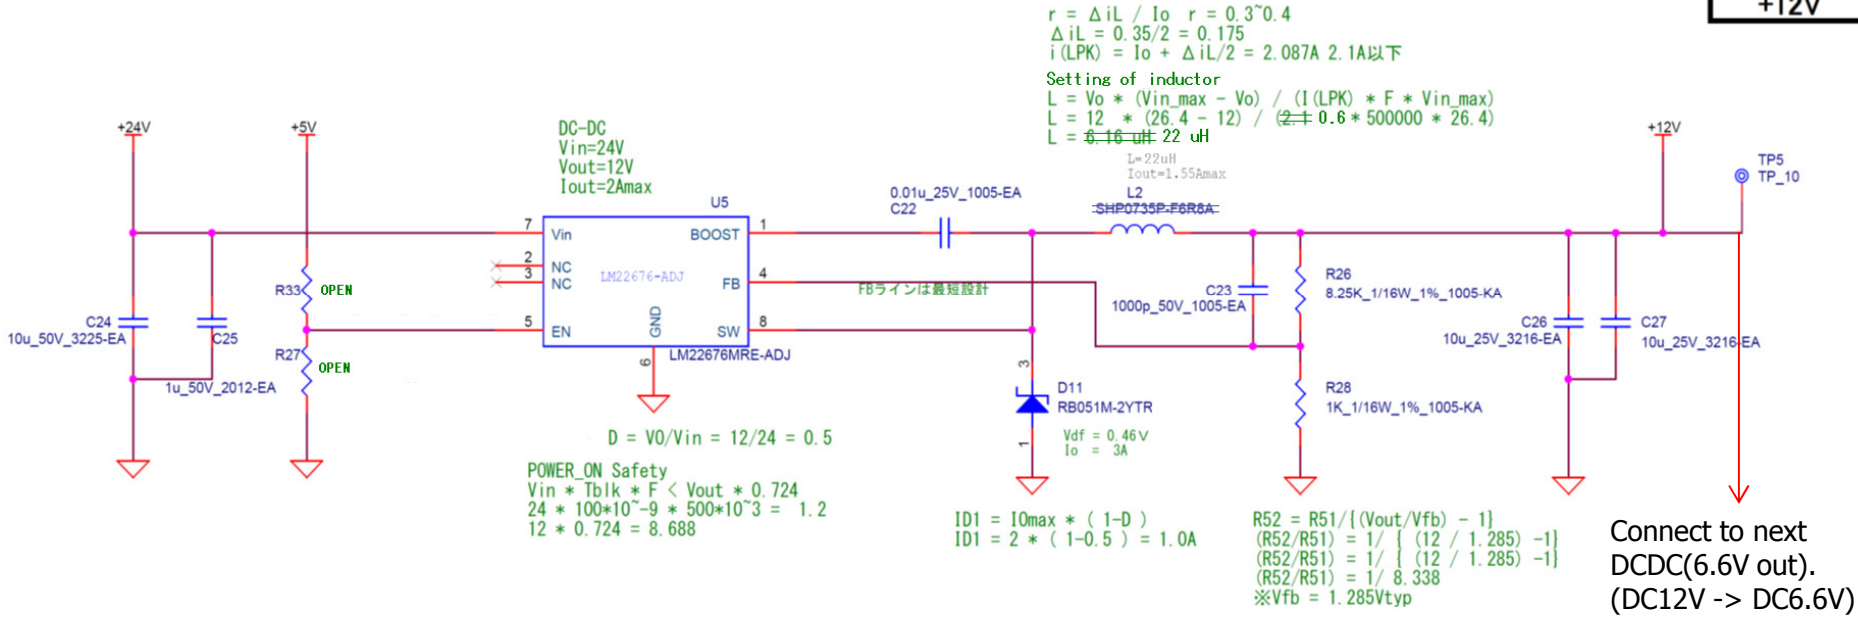 +12V
r = ΔiL / Io  r = 0.3~0.4
ΔiL = 0.35/2 = 0.175
i(LPK) = Io + ΔiL/2 = 2.087A 2.1A以下
Setting of inductor
L = Vo * (Vin_max - Vo) / (I(LPK) * F * Vin_max)
L = 12 * (26.4 - 12) / (2.1 0.6 * 500000 * 26.4)
L = 6.16 uH 22 uH
L=22uH
Iout=1.55Amax
L2
SHP0735P-F6R8A
+24V
+5V
DC-DC
Vin=24V
Vout=12V
Iout=2Amax
U5
0.01u_25V_1005-EA
C22
+12V
TP5
TP_10
7
Vin
BOOST
1
2
NC
3
NC
LM22676-ADJ
FB
4
FBラインは最短設計
5
EN
GND
SW
8
6
LM22676MRE-ADJ
R33
OPEN
R27
OPEN
C24
10u_50V_3225-EA
C25
1u_50V_2012-EA
C23
1000p_50V_1005-EA
R26
8.25K_1/16W_1%_1005-KA
R28
1K_1/16W_1%_1005-KA
C26
10u_25V_3216-EA
C27
10u_25V_3216-EA
3
D11
RB051M-2YTR
1
Vdf = 0.46V
Io = 3A
D = VO/Vin = 12/24 = 0.5
POWER_ON Safety
Vin * Tblk * F < Vout * 0.724
24 * 100*10~-9 * 500*10~3 = 1.2
12 * 0.724 = 8.688
ID1 = IOmax * ( 1-D )
ID1 = 2 * ( 1-0.5 ) = 1.0A
R52 = R51/{(Vout/Vfb) - 1}
(R52/R51) = 1/ { (12 / 1.285) -1}
(R52/R51) = 1/ { (12 / 1.285) -1}
(R52/R51) = 1/ 8.338
※Vfb = 1.285Vtyp
Connect to next
DCDC(6.6V out).
(DC12V -> DC6.6V)